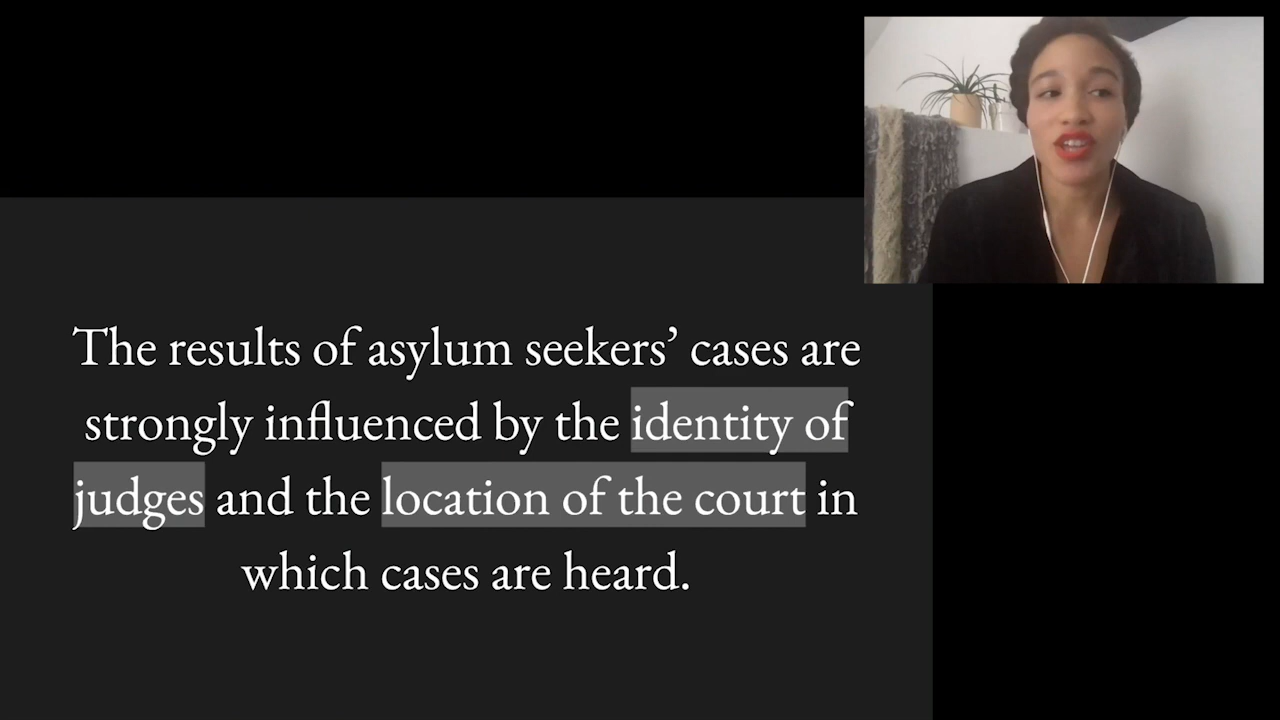 The results of asylum seekers’ cases are
strongly influenced by the identity of
judges and the location of the court in
which cases are heard.